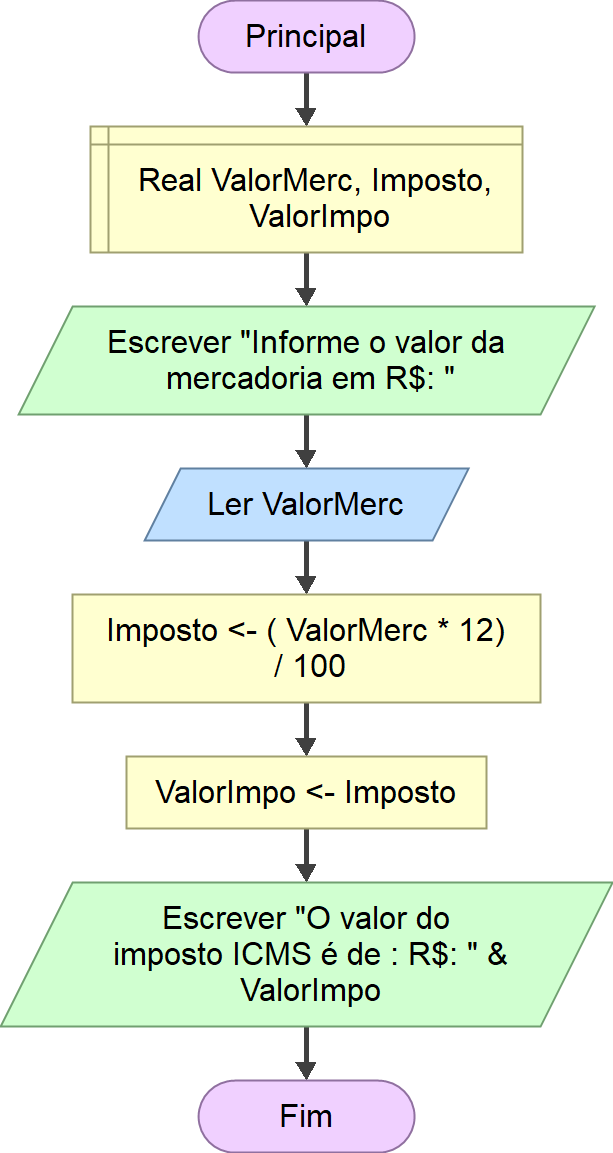 Principal
Real ValorMerc, Imposto,
ValorImpo
Escrever "Informe o valor da
mercadoria em R$: "
Ler ValorMerc
Imposto <- ( ValorMerc * 12)
/ 100
ValorImpo <- Imposto
Escrever "O valor do
imposto ICMS é de : R$: " &
ValorImpo
Fim